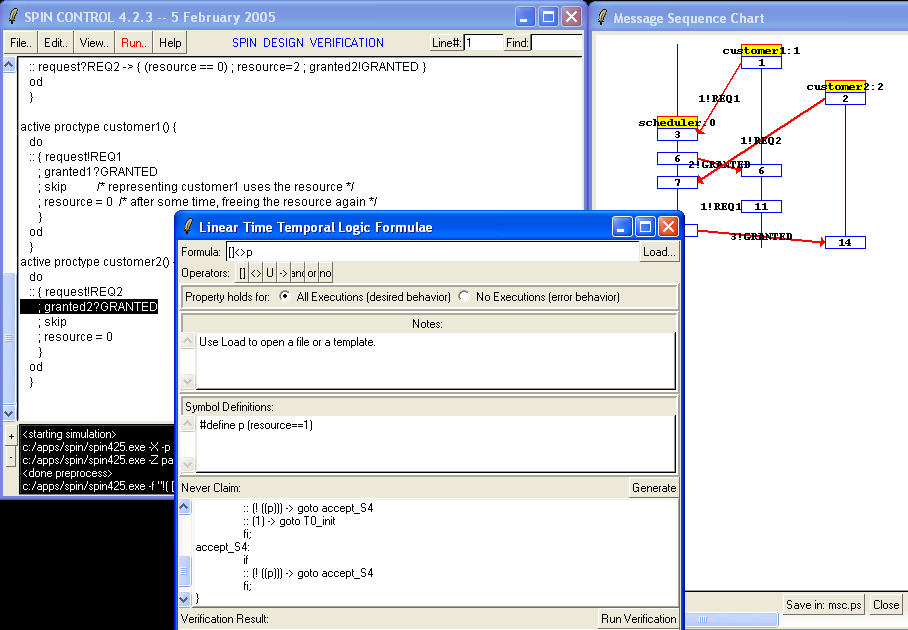 SPIN CONTROL 4.2.3 -- 5 February 2005
File.. Edit.. View.. Run.. Help SPIN DESIGN VERIFICATION Line#: 1 Find:
:: request?REQ2 -> { (resource == 0) ; resource=2 ; granted2!GRANTED }
od
}
active proctype customer1() {
do
:: { request!REQ1
; granted1?GRANTED
; skip /* representing customer1 uses the resource */
; resource = 0 /* after some time, freeing the resource again */
}
od
}
active proctype customer2() {
do
:: { request!REQ2
; granted2?GRANTED
; skip
; resource = 0
}
od
}
+
-
<starting simulation>
c:/apps/spin/spin425.exe -X -p
c:/apps/spin/spin425.exe -Z pa
<done preprocess>
c:/apps/spin/spin425.exe -f "!( [
Message Sequence Chart
customer1:1
1
customer2:2
2
1!REQ1
scheduler:0
3
1!REQ2
6
2!GRANTED
6
7
1!REQ1
11
3!GRANTED
14
Save in: msc.ps Close
Linear Time Temporal Logic Formulae
Formula: []<>p Load...
Operators: [] <> U -> and or no
Property holds for: All Executions (desired behavior) No Executions (error behavior)
Notes:
Use Load to open a file or a template.
Symbol Definitions:
#define p (resource==1)
Never Claim: Generate
:: (! ((p))) -> goto accept_S4
:: (1) -> goto T0_init
fi;
accept_S4:
if
:: (! ((p))) -> goto accept_S4
fi;
}
Verification Result: Run Verification